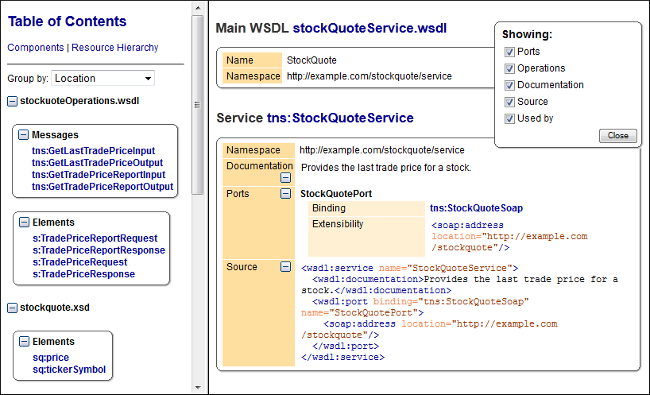 Table of Contents
Components | Resource Hierarchy
Group by: Location
stockuoteOperations.wsdl
Messages
tns:GetLastTradePriceInput
tns:GetLastTradePriceOutput
tns:GetTradePriceReportInput
tns:GetTradePriceReportOutput
Elements
s:TradePriceReportRequest
s:TradePriceReportResponse
s:TradePriceRequest
s:TradePriceResponse
stockquote.xsd
Elements
sq:price
sq:tickerSymbol
Main WSDL stockQuoteService.wsdl
Name StockQuote
Namespace http://example.com/stockquote/service
Showing:
Ports
Operations
Documentation
Source
Used by
Close
Service tns:StockQuoteService
Namespace http://example.com/stockquote/service
Documentation Provides the last trade price for a stock.
Ports StockQuotePort
Binding tns:StockQuoteSoap
Extensibility <soap:address
location="http://example.com
/stockquote"/>
Source <wsdl:service name="StockQuoteService">
<wsdl:documentation>Provides the last trade price for a
stock.</wsdl:documentation>
<wsdl:port binding="tns:StockQuoteSoap"
name="StockQuotePort">
<soap:address location="http://example.com
/stockquote"/>
</wsdl:port>
</wsdl:service>